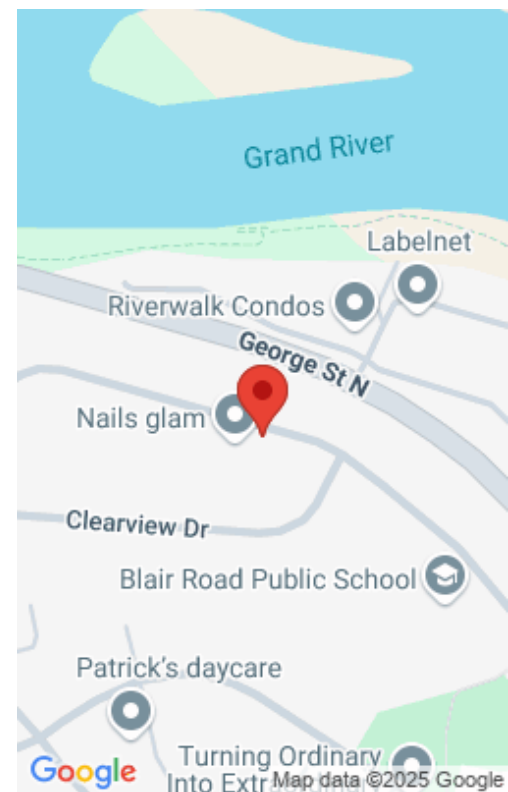 Grand River
Labelnet
Riverwalk Condos
George St N
Nails glam
Clearview Dr
Blair Road Public School
Patrick's daycare
Turning Ordinary
Into
Google
Map data ©2025 Google